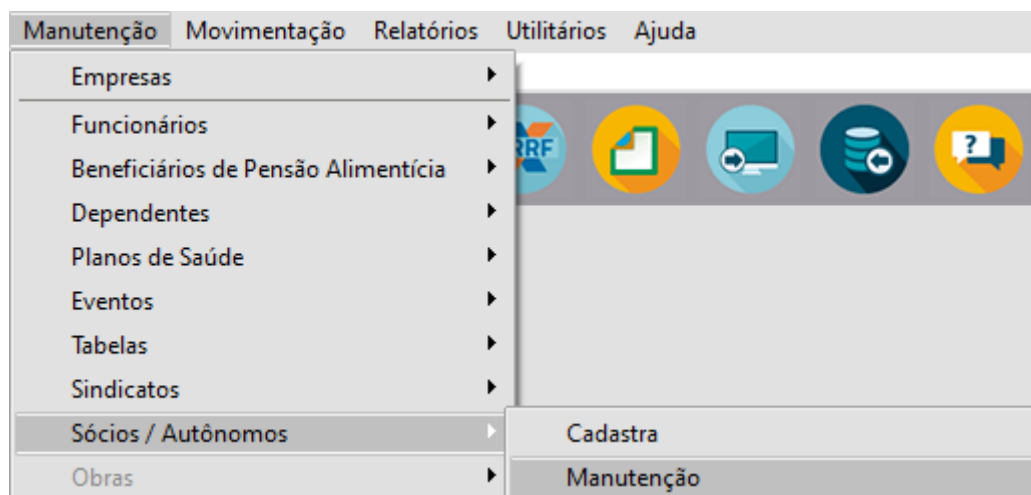 Manutenção Movimentação Relatórios Utilitários Ajuda
Empresas
Funcionários
RRF ?
Beneficiários de Pensão Alimentícia
Dependentes
Planos de Saúde
Eventos
Tabelas
Sindicatos
Sócios / Autônomos
Cadastra
Obras
Manutenção